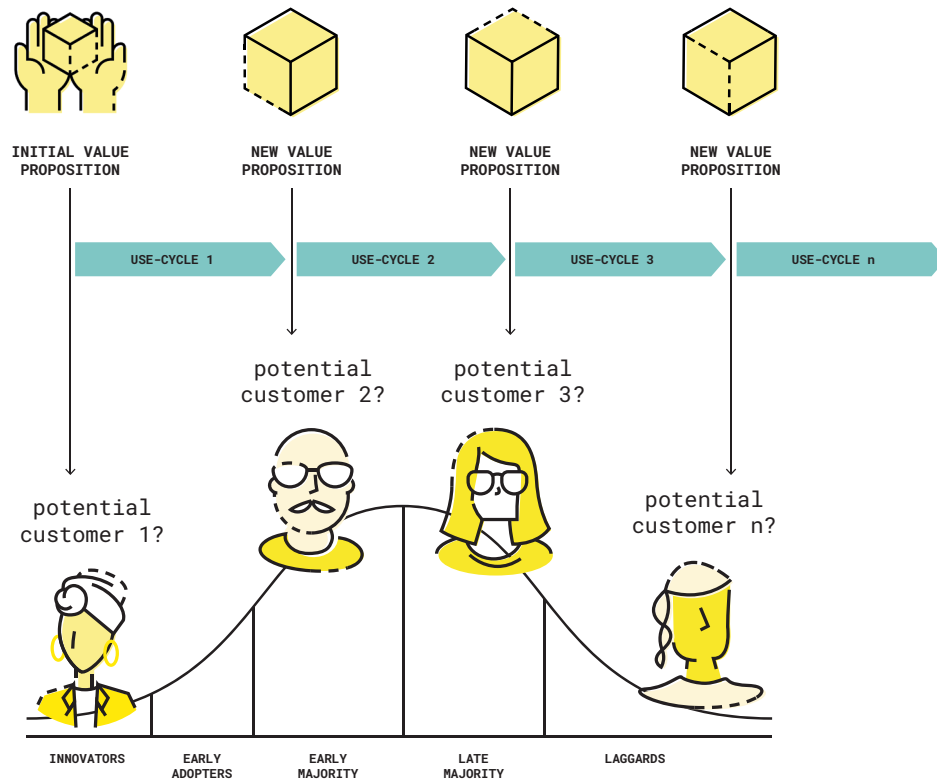 INITIAL VALUE
PROPOSITION
NEW VALUE
PROPOSITION
NEW VALUE
PROPOSITION
NEW VALUE
PROPOSITION
USE-CYCLE 1
USE-CYCLE 2
USE-CYCLE 3
USE-CYCLE n
potential
customer 2?
potential
customer 3?
potential
customer 1?
potential
customer n?
INNOVATORS
EARLY
ADOPTERS
EARLY
MAJORITY
LATE
MAJORITY
LAGGARDS